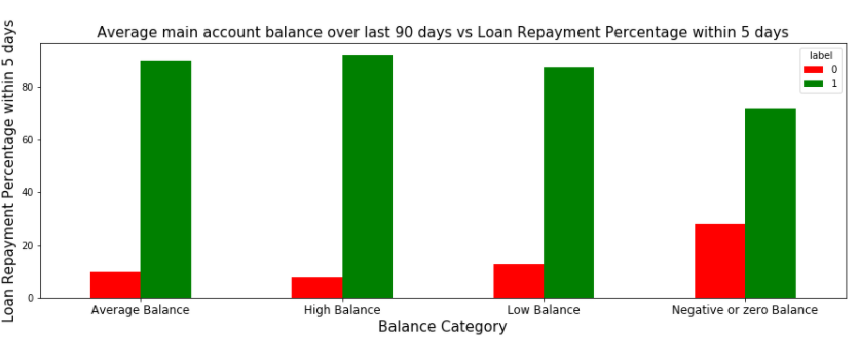 Average main account balance over last 90 days vs Loan Repayment Percentage within 5 days
Loan Repayment Percentage within 5 days
label
0
1
80
60
40
20
0
Average Balance High Balance Low Balance Negative or zero Balance
Balance Category